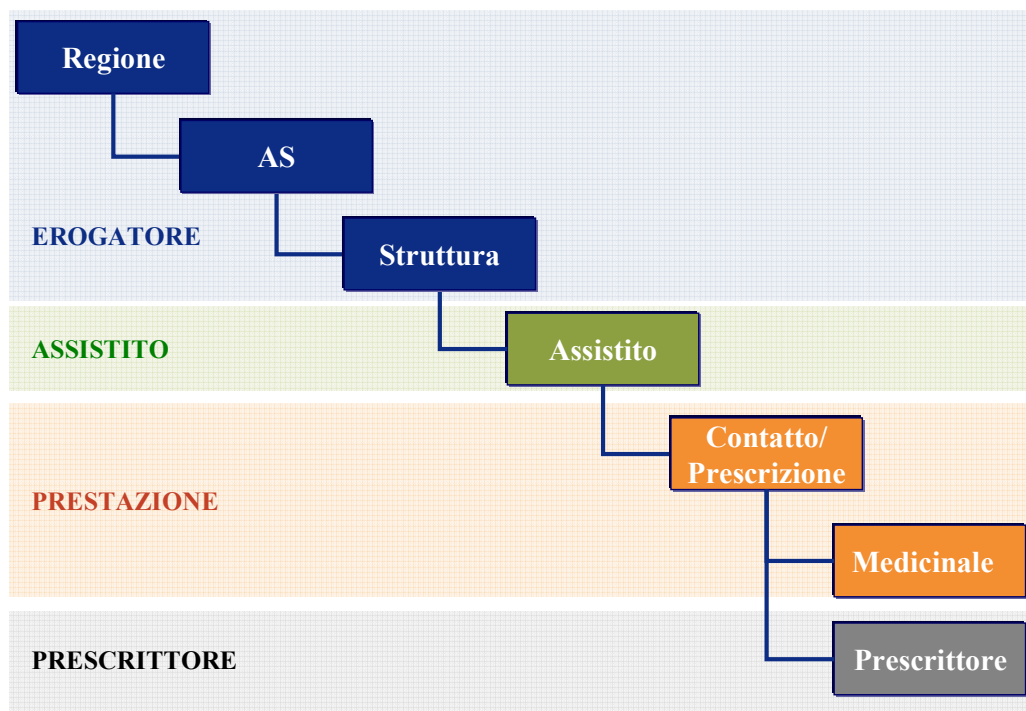 Regione
AS
EROGATORE
Struttura
ASSISTITO
Assistito
Contatto/
Prescrizione
PRESTAZIONE
Medicinale
PRESCRITTORE
Prescrittore